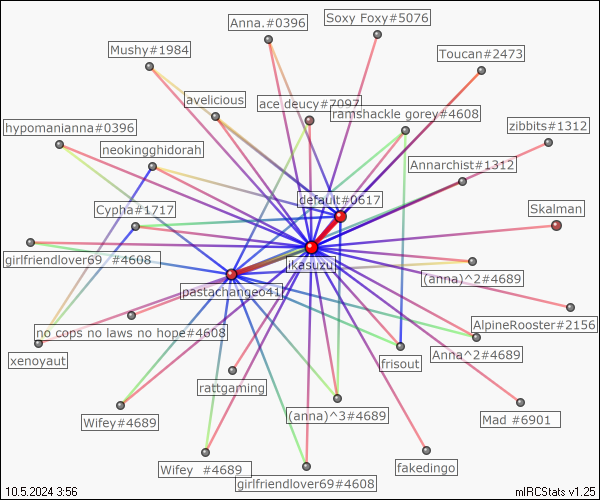 Soxy Foxy#5076
Anna.#0396
Mushy#1984
Toucan#2473
avelicious
ace deucy#7097
ramshackle gorey#4608
hypomanianna#0396
zibbits#1312
neokingghidorah
Annarchist#1312
default#0617
Cypha#1717
Skalman
girlfriendlover69 #4608
ikasuzu
(anna)^2#4689
pastachange041
AlpineRooster#2156
no cops no laws no hope#4608
xenoyaut
Anna^2#4689
frisout
rattgaming
(anna)^3#4689
Mad #6901
Wifey#4689
Wifey #4689
fakedingo
girlfriendlover69#4608
10.5.2024 3:56
mIRCStats v1.25